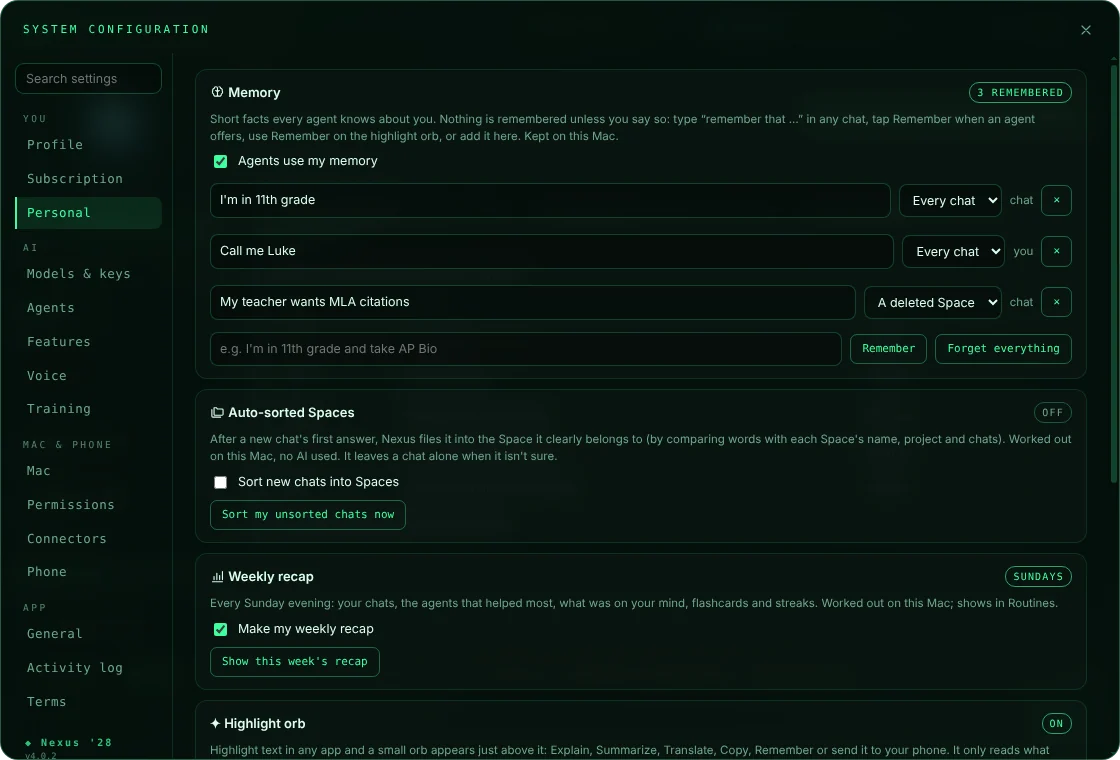 SYSTEM CONFIGURATION
×
Search settings
YOU
Profile
Subscription
Personal
AI
Models & keys
Agents
Features
Voice
Training
MAC & PHONE
Mac
Permissions
Connectors
Phone
APP
General
Activity log
Terms
◆ Nexus '28
v4.0.2
Memory
3 REMEMBERED
Short facts every agent knows about you. Nothing is remembered unless you say so: type “remember that …” in any chat, tap Remember when an agent
offers, use Remember on the highlight orb, or add it here. Kept on this Mac.
Agents use my memory
I'm in 11th grade
Every chat
chat
×
Call me Luke
Every chat
you
×
My teacher wants MLA citations
A deleted Space
chat
×
e.g. I'm in 11th grade and take AP Bio
Remember
Forget everything
Auto-sorted Spaces
OFF
After a new chat's first answer, Nexus files it into the Space it clearly belongs to (by comparing words with each Space's name, project and chats). Worked out
on this Mac, no AI used. It leaves a chat alone when it isn't sure.
Sort new chats into Spaces
Sort my unsorted chats now
Weekly recap
SUNDAYS
Every Sunday evening: your chats, the agents that helped most, what was on your mind, flashcards and streaks. Worked out on this Mac; shows in Routines.
Make my weekly recap
Show this week's recap
✦ Highlight orb
ON
Highlight text in any app and a small orb appears just above it: Explain, Summarize, Translate, Copy, Remember or send it to your phone. It only reads what